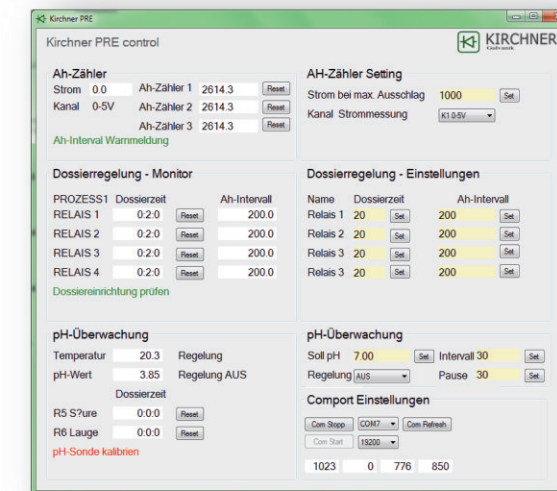 Kirchner PRE
Kirchner PRE control
KIRCHNER
Galvanik
Ah-Zähler
Strom 0.0 Ah-Zähler 1 2614.3 Reset
Kanal 0-5V Ah-Zähler 2 2614.3 Reset
Ah-Zähler 3 2614.3 Reset
Ah-Interval Warnmeldung
AH-Zähler Setting
Strom bei max. Ausschlag 1000 Set
Kanal Strommessung K1 0-5V
Dossierregelung - Monitor
PROZESS1 Dossierzeit Ah-Intervall
RELAIS 1 0:2:0 Reset 200.0
RELAIS 2 0:2:0 Reset 200.0
RELAIS 3 0:2:0 Reset 200.0
RELAIS 4 0:2:0 Reset 200.0
Dossiereinrichtung prüfen
Dossierregelung - Einstellungen
Name Dossierzeit Ah-Intervall
Relais 1 20 Set 200 Set
Relais 2 20 Set 200 Set
Relais 3 20 Set 200 Set
Relais 3 20 Set 200 Set
pH-Überwachung
Temperatur 20.3 Regelung
pH-Wert 3.85 Regelung AUS
Dossierzeit
R5 S?ure 0:0:0 Reset
R6 Lauge 0:0:0 Reset
pH-Sonde kalibrien
pH-Überwachung
Soll pH 7.00 Set Intervall 30 Set
Regelung AUS Pause 30 Set
Comport Einstellungen
Com Stopp COM7 Com Refresh
Com Start 19200
1023 0 776 850